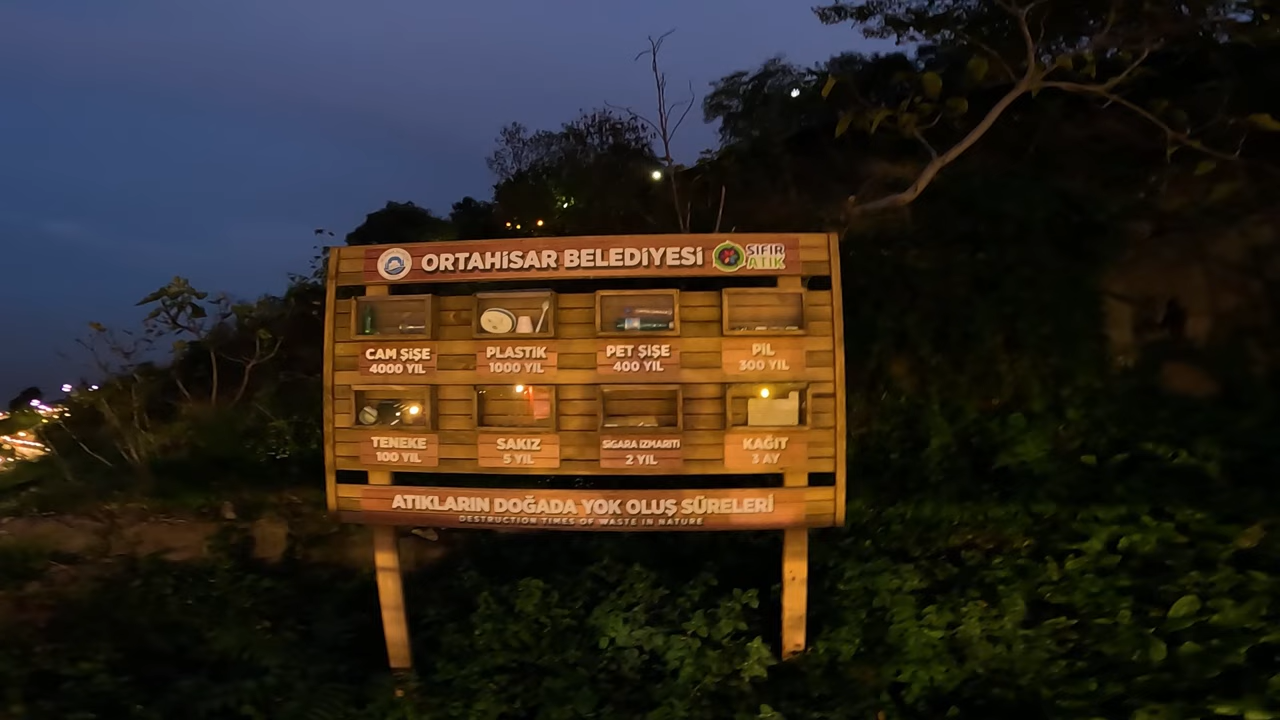 ORTAHİSAR BELEDİYESİ
SIFIR
ATIK
CAM ŞİŞE
4000 YIL
PLASTİK
1000 YIL
PET ŞİŞE
400 YIL
PİL
300 YIL
TENEKE
100 YIL
SAKIZ
5 YIL
SİGARA İZMARİTİ
2 YIL
KAĞIT
3 AY
ATIKLARIN DOĞADA YOK OLUŞ SÜRELERİ
DESTRUCTION TIMES OF WASTE IN NATURE